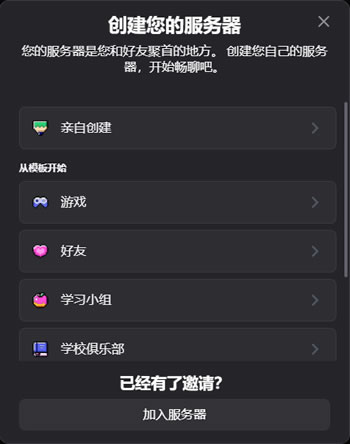 创建您的服务器
您的服务器是您和好友聚首的地方。 创建您自己的服务
器，开始畅聊吧。
亲自创建
从模板开始
游戏
好友
学习小组
学校俱乐部
已经有了邀请？
加入服务器